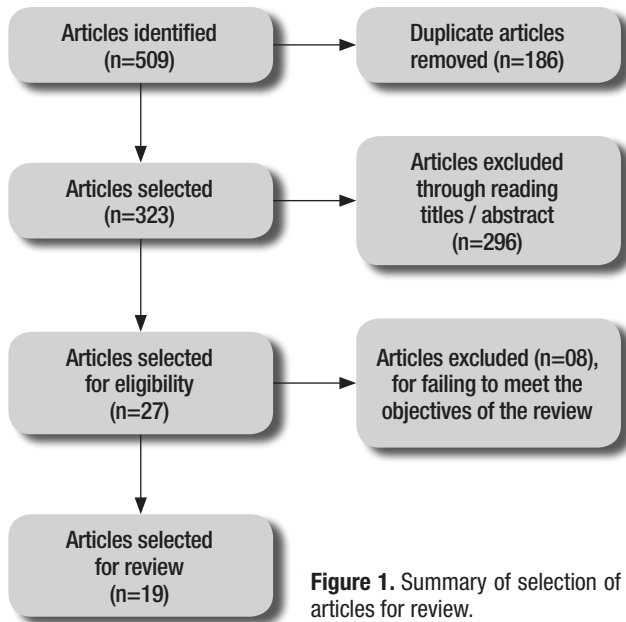 Articles identified
(n=509)
Duplicate articles
removed (n=186)
Articles selected
(n=323)
Articles excluded
through reading
titles / abstract
(n=296)
Articles selected
for eligibility
(n=27)
Articles excluded (n=08),
for failing to meet the
objectives of the review
Articles selected
for review
(n=19)
Figure 1. Summary of selection of
articles for review.